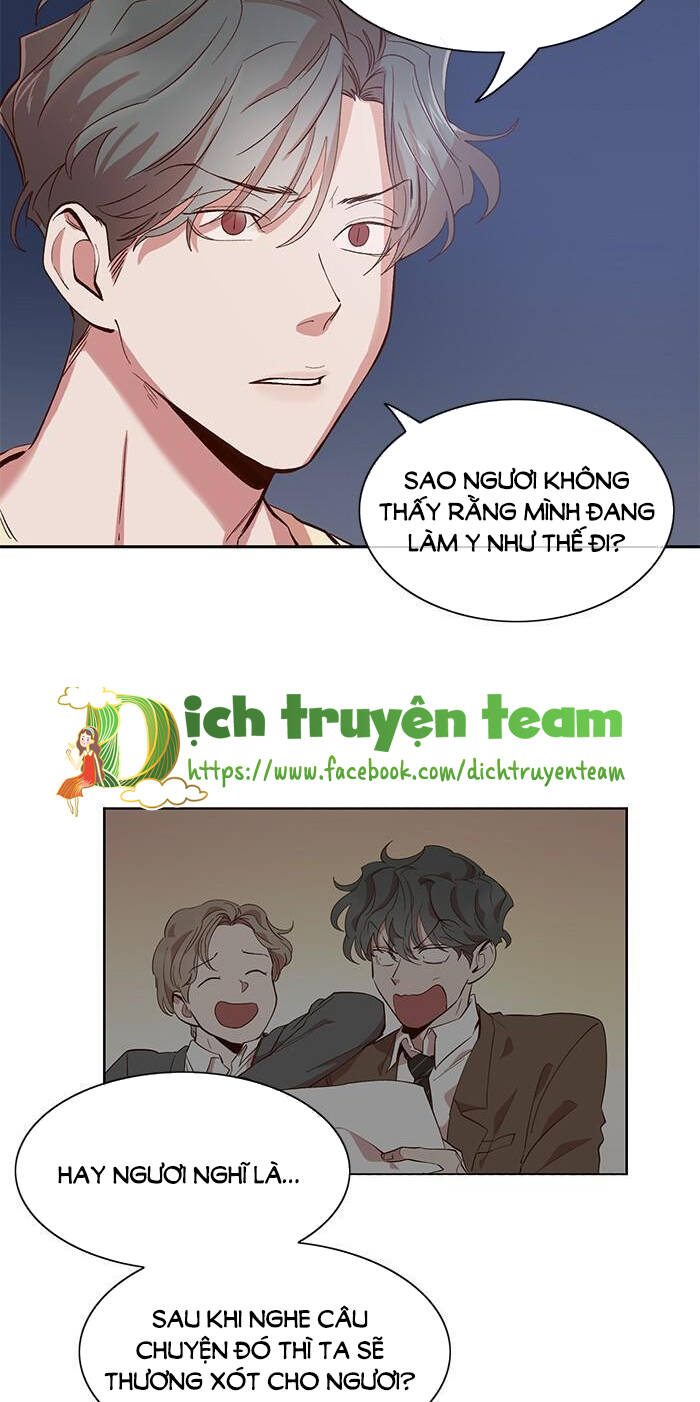 SAO NGƯƠI KHÔNG
THẤY RẰNG MÌNH ĐANG
LÀM Y NHƯ THẾ ĐI?
Dịch truyện team
https://www.facebook.com/dichtruyenteam
HAY NGƯƠI NGHĨ LÀ...
SAU KHI NGHE CÂU
CHUYỆN ĐÓ THÌ TA SẼ
THƯƠNG XÓT CHO NGƯƠI?